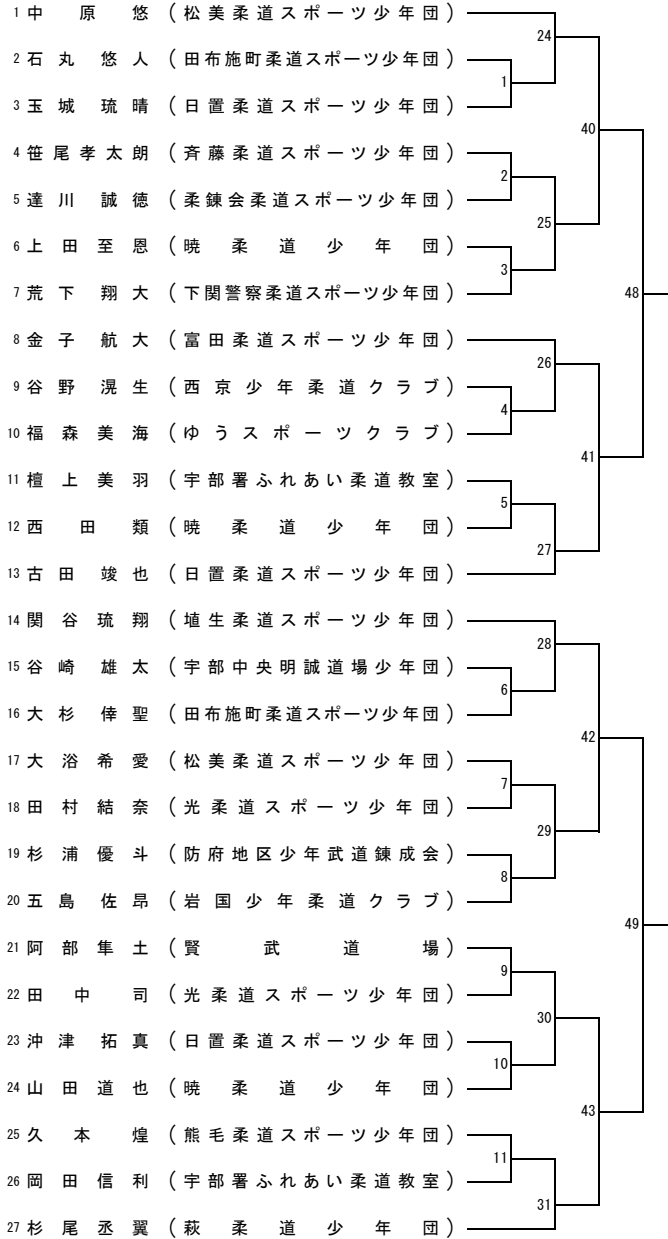 1 中原悠 (松美柔道スポーツ少年団)
2 石丸悠人 (田布施町柔道スポーツ少年団)
3 玉城琉晴 (日置柔道スポーツ少年団)
4 笹尾孝太朗 (斉藤柔道スポーツ少年団)
5 達川誠徳 (柔錬会柔道スポーツ少年団)
6 上田至恩 (暁柔道少年団)
7 荒下翔大 (下関警察柔道スポーツ少年団)
8 金子航大 (富田柔道スポーツ少年団)
9 谷野滉生 (西京少年柔道クラブ)
10 福森美海 (ゆうスポーツクラブ)
11 檀上美羽 (宇部署ふれあい柔道教室)
12 西田類 (暁柔道少年団)
13 古田竣也 (日置柔道スポーツ少年団)
14 関谷琉翔 (埴生柔道スポーツ少年団)
15 谷崎雄太 (宇部中央明誠道場少年団)
16 大杉倖聖 (田布施町柔道スポーツ少年団)
17 大浴希愛 (松美柔道スポーツ少年団)
18 田村結奈 (光柔道スポーツ少年団)
19 杉浦優斗 (防府地区少年武道錬成会)
20 五島佐昂 (岩国少年柔道クラブ)
21 阿部隼土 (賢武道場)
22 田中司 (光柔道スポーツ少年団)
23 沖津拓真 (日置柔道スポーツ少年団)
24 山田道也 (暁柔道少年団)
25 久本煌 (熊毛柔道スポーツ少年団)
26 岡田信利 (宇部署ふれあい柔道教室)
27 杉尾丞翼 (萩柔道少年団)
1
2
3
4
5
6
7
8
9
10
11
24
25
26
27
28
29
30
31
40
41
42
43
48
49